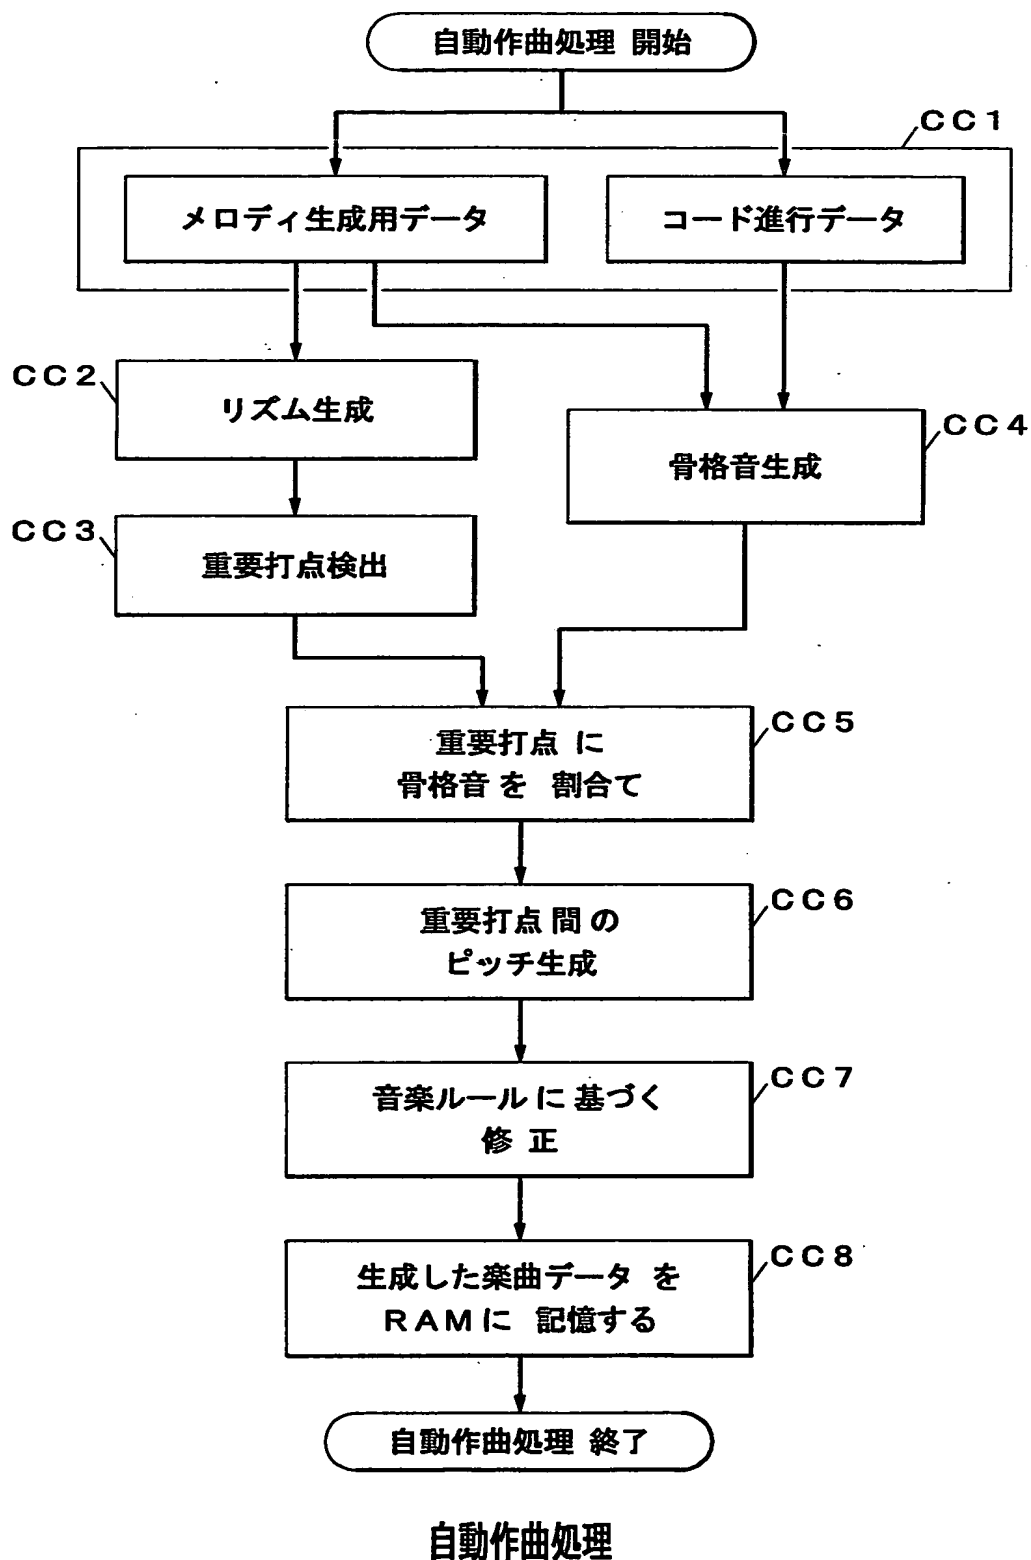 自動作曲処理 開始
CC1
メロディ生成用データ
コード進行データ
CC2
リズム生成
CC4
骨格音生成
CC3
重要打点検出
CC5
重要打点 に
骨格音 を 割合て
CC6
重要打点 間 の
ピッチ生成
CC7
音楽ルール に 基づく
修 正
CC8
生成した楽曲データ を
RAMに 記憶する
自動作曲処理 終了
自動作曲処理